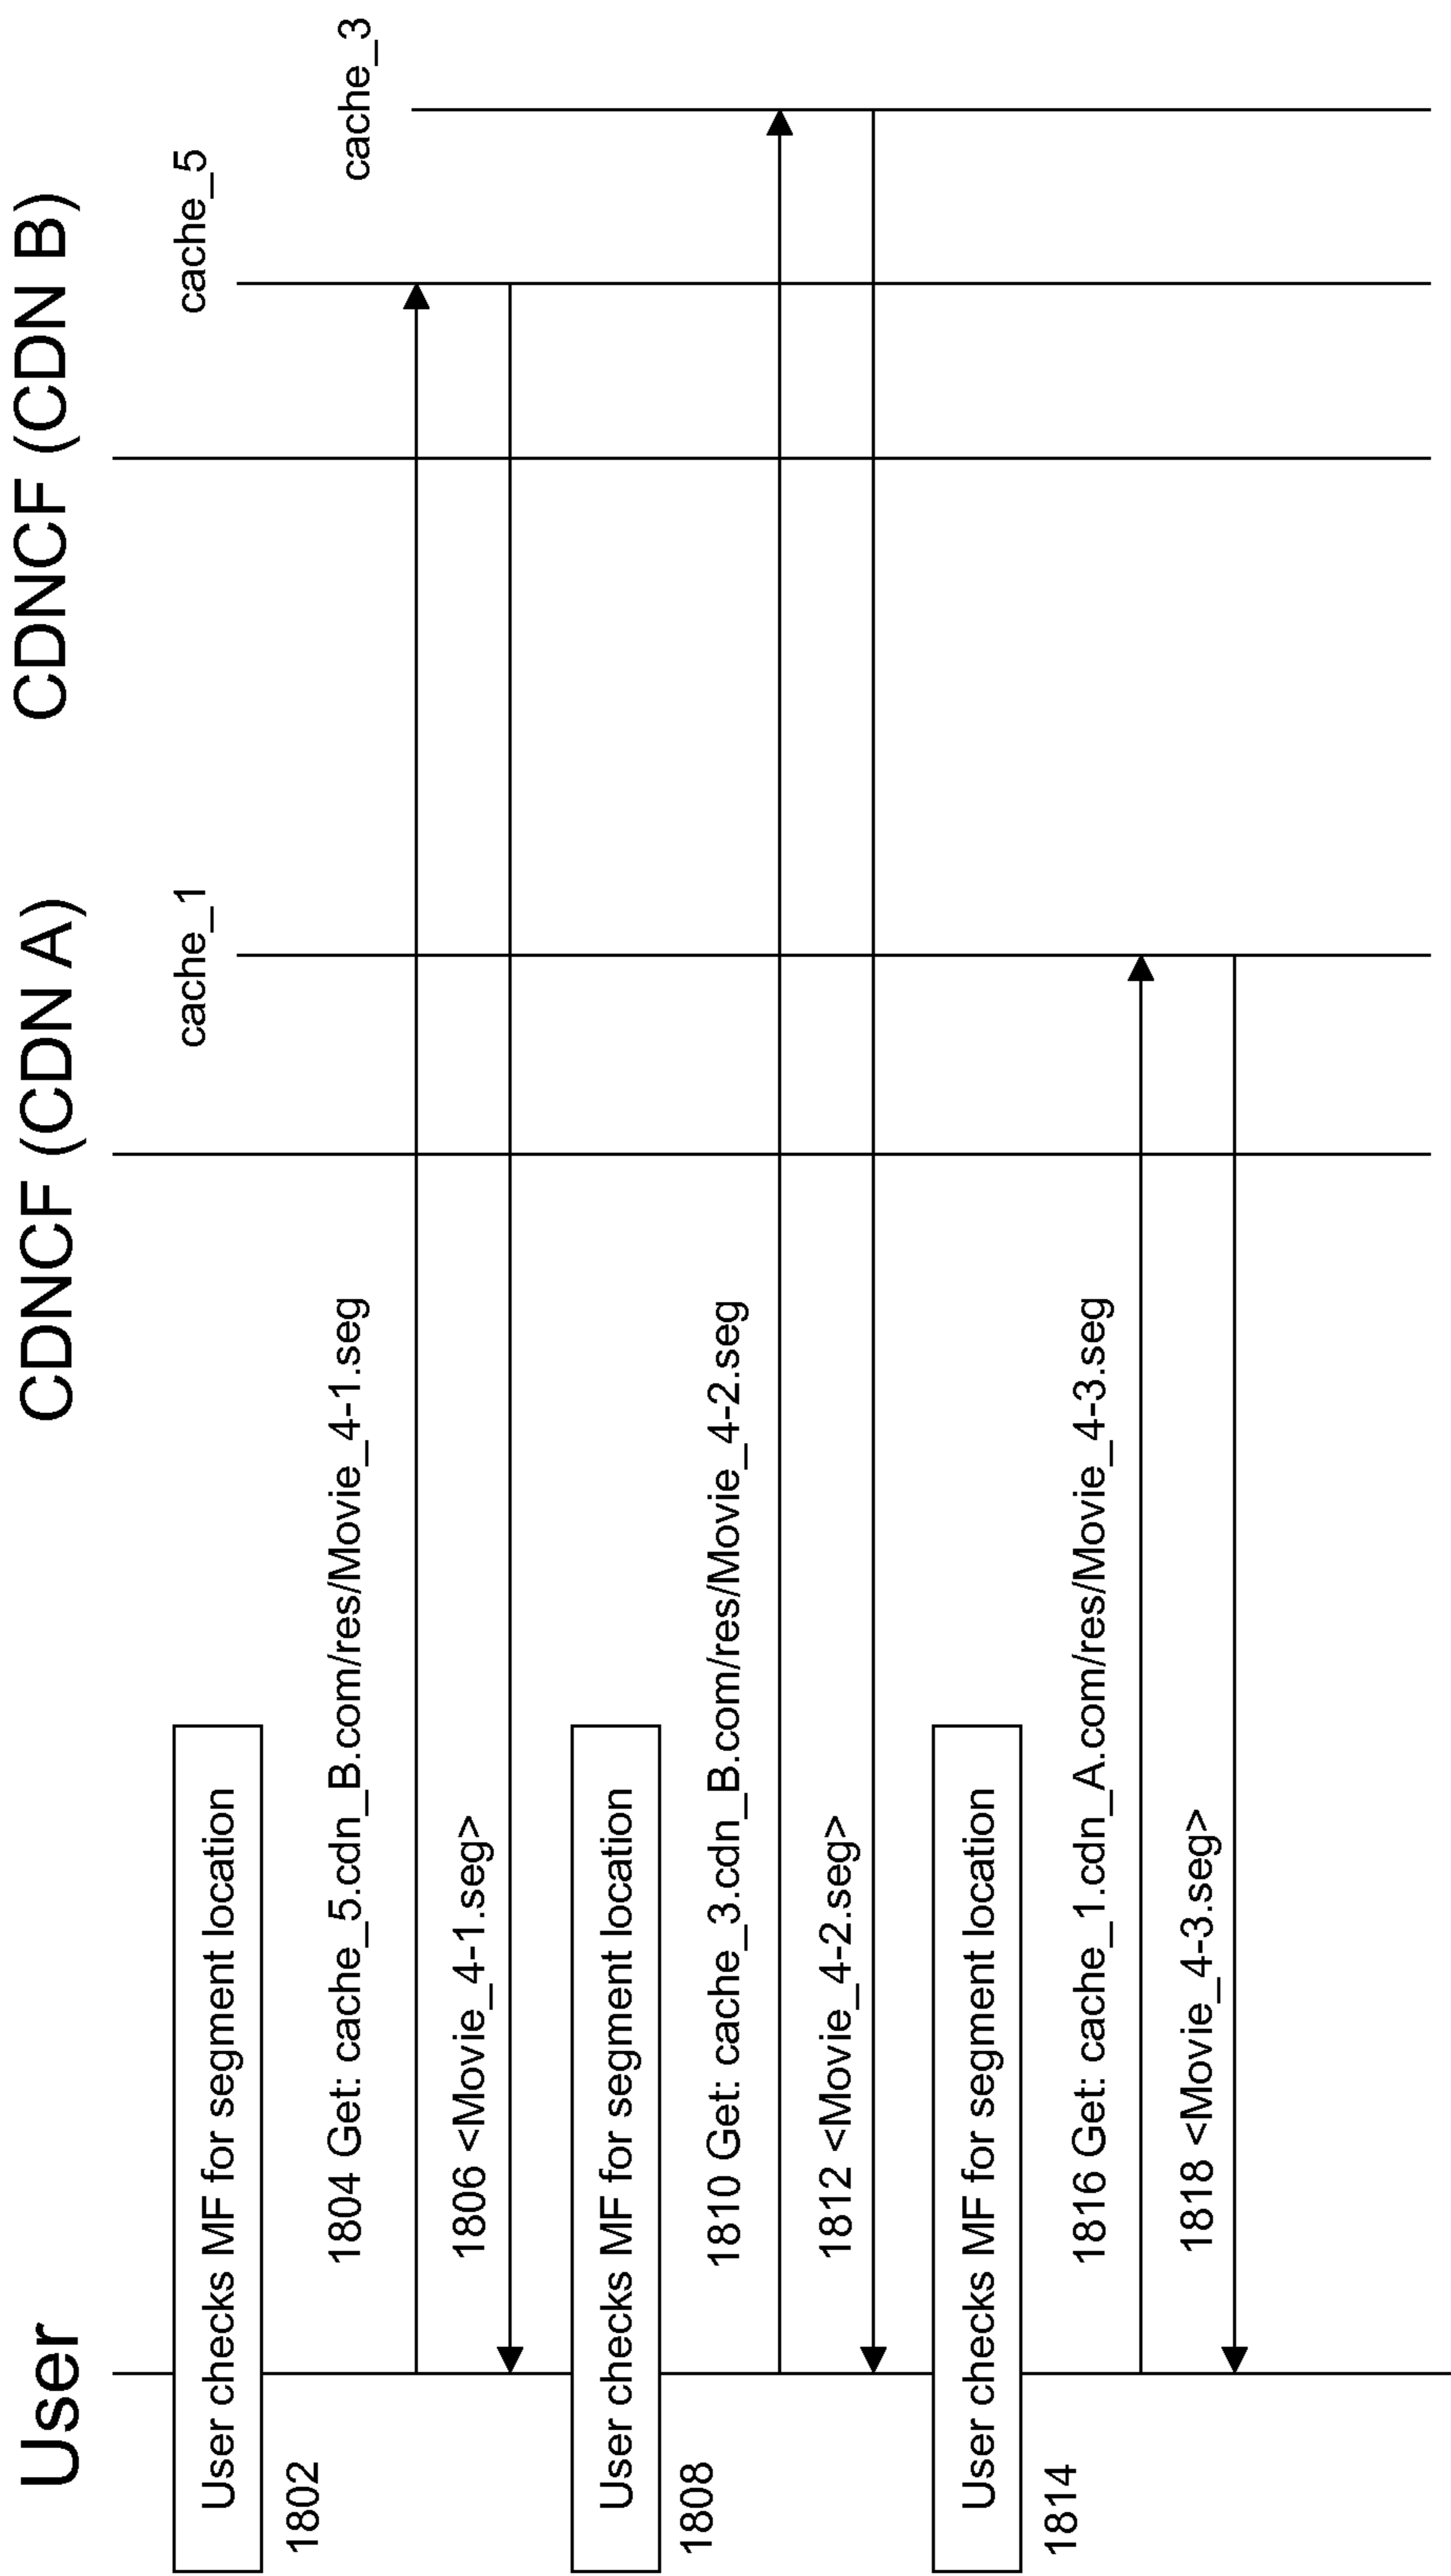 User
CDNCF (CDN A)
CDNCF (CDN B)
cache_1
cache_5
cache_3
User checks MF for segment location
1802
1804 Get: cache_5.cdn_B.com/res/Movie_4-1.seg
1806 <Movie_4-1.seg>
User checks MF for segment location
1808
1810 Get: cache_3.cdn_B.com/res/Movie_4-2.seg
1812 <Movie_4-2.seg>
User checks MF for segment location
1814
1816 Get: cache_1.cdn_A.com/res/Movie_4-3.seg
1818 <Movie_4-3.seg>